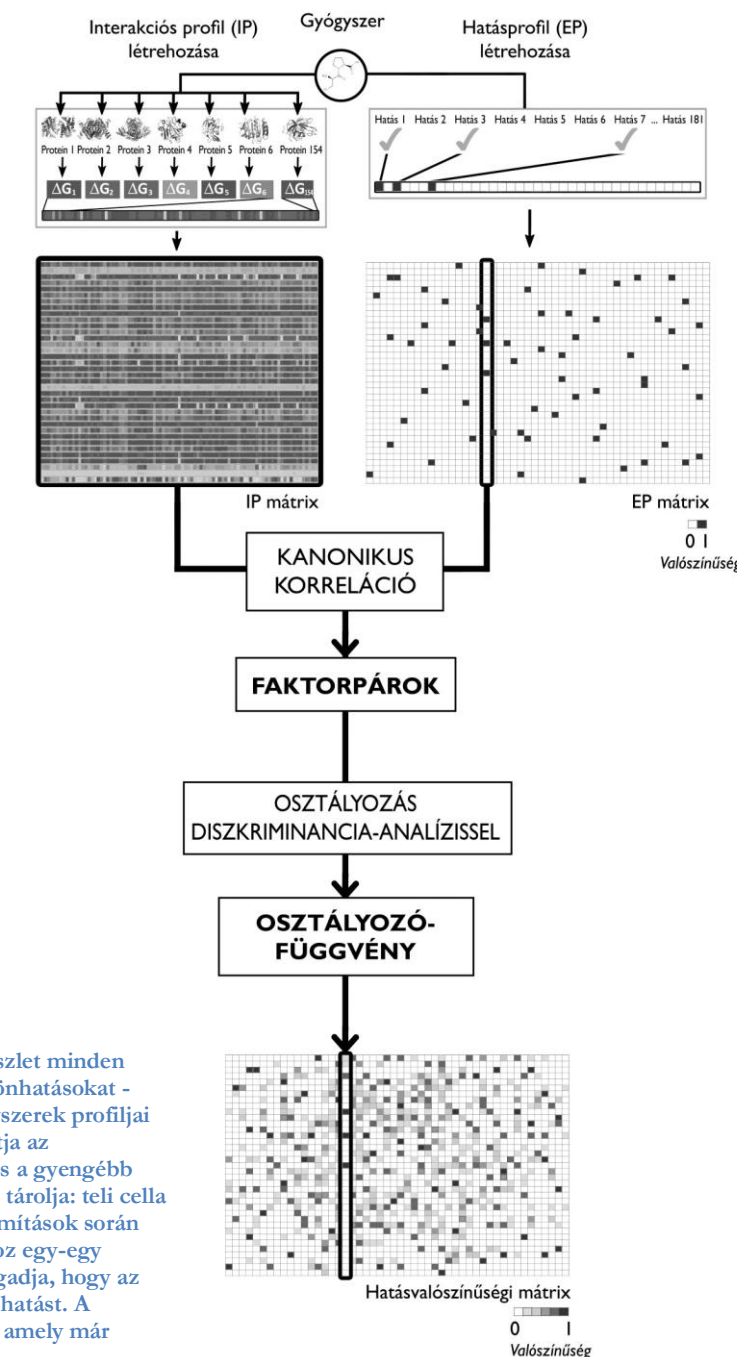 Interakciós profil (IP)
létrehozása
Gyógyszer
Hatásprofil (EP)
létrehozása
Protein 1 Protein 2 Protein 3 Protein 4 Protein 5 Protein 6 Protein 154
ΔG1 ΔG2 ΔG3 ΔG4 ΔG5 ΔG6 ΔG154
Hatás 1 Hatás 2 Hatás 3 Hatás 4 Hatás 5 Hatás 6 Hatás 7 ... Hatás 181
IP mátrix
EP mátrix
0 1
Valószínűség
KANONIKUS
KORRELÁCIÓ
FAKTORPÁROK
OSZTÁLYOZÁS
DISZKRIMINANCIA-ANALÍZISSEL
OSZTÁLYOZÓ-
FÜGGVÉNY
szlet minden
önhatásokat -
yszerek profiljai
tja az
s a gyengébb
tárolja: teli cella
mítások során
oz egy-egy
gadja, hogy az
hatást. A
amely már
Hatásvalószínűségi mátrix
0 1
Valószínűség